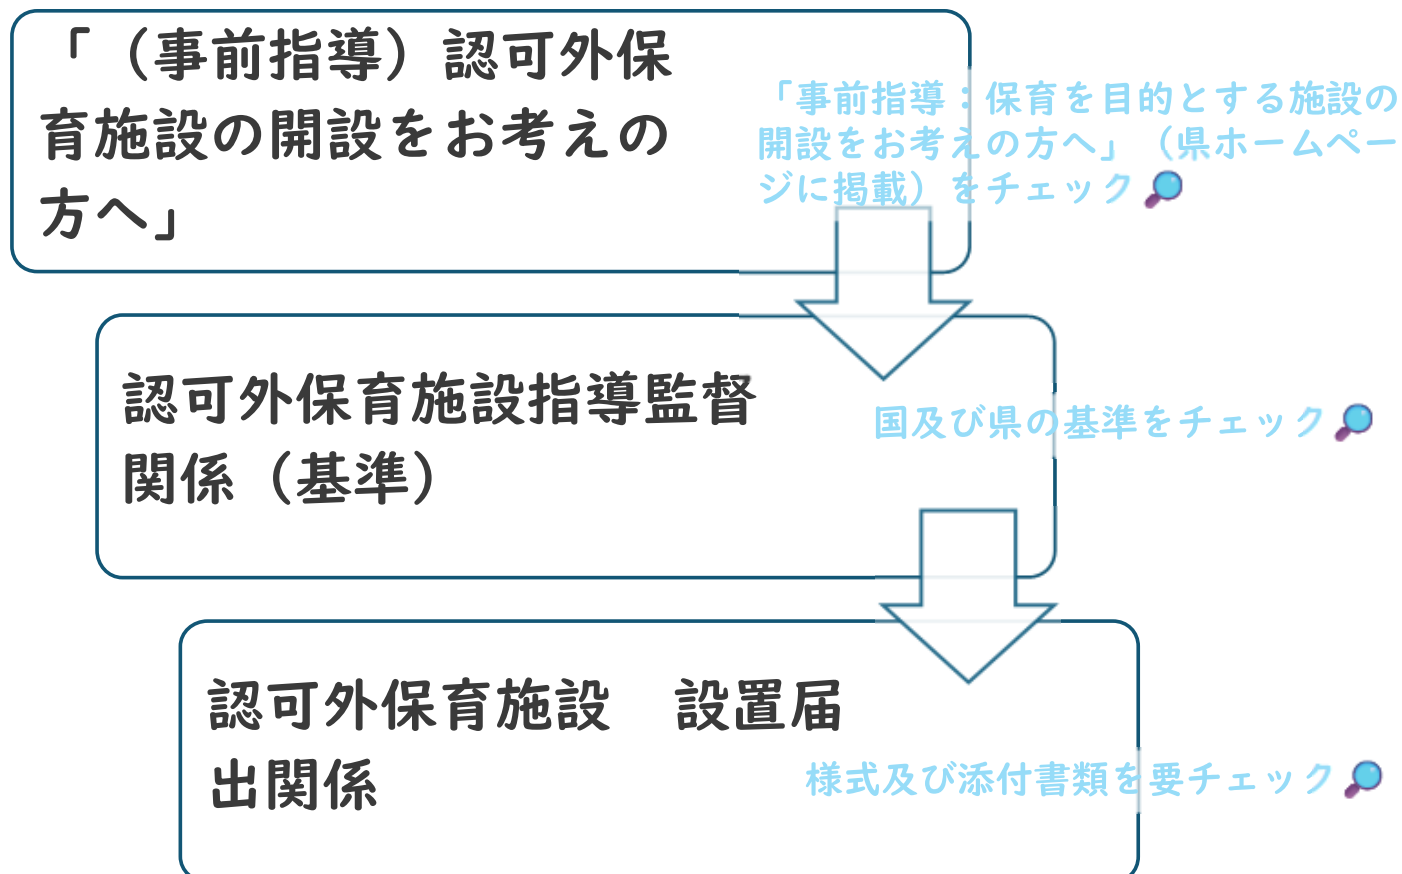 「（事前指導）認可外保
育施設の開設をお考えの
方へ」
「事前指導：保育を目的とする施設の
開設をお考えの方へ」（県ホームペー
ジに掲載）をチェック
認可外保育施設指導監督
関係（基準）
国及び県の基準をチェック
認可外保育施設　設置届
出関係
様式及び添付書類を要チェック